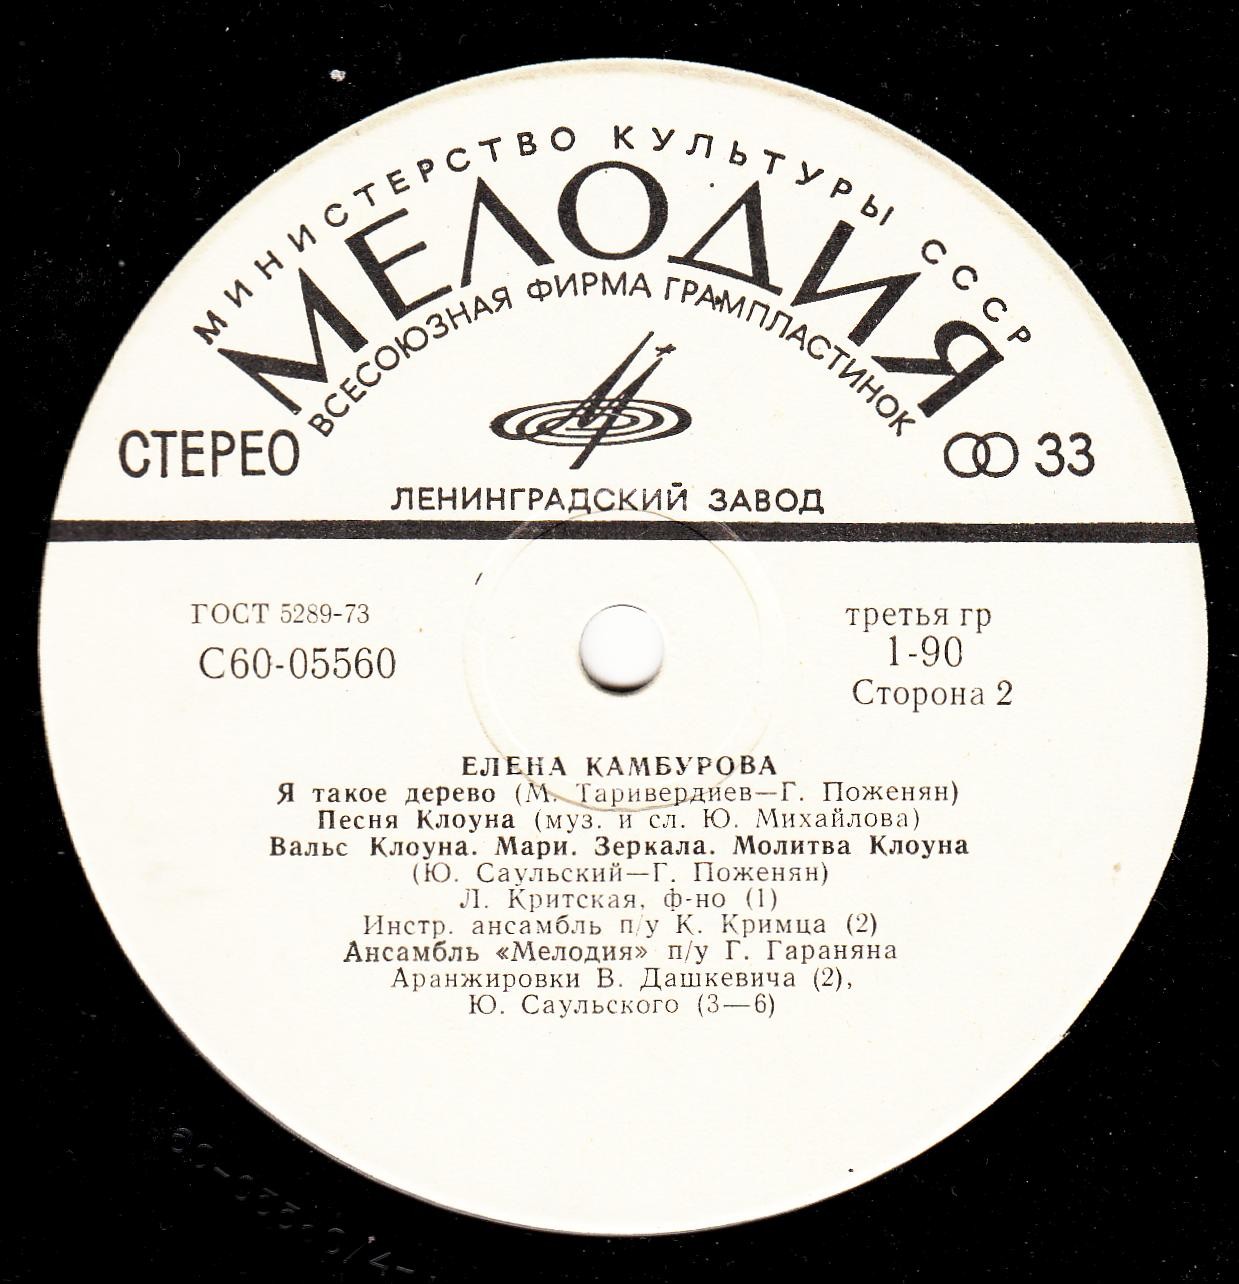 МИНИСТЕРСТВО КУЛЬТУРЫ СССР
МЕЛОДИЯ
ВСЕСОЮЗНАЯ ФИРМА ГРАМПЛАСТИНОК
СТЕРЕО
33
ЛЕНИНГРАДСКИЙ ЗАВОД
ГОСТ 5289-73
С60-05560
третья гр
1-90
Сторона 2
ЕЛЕНА КАМБУРОВА
Я такое дерево (М. Таривердиев—Г. Поженян)
Песня Клоуна (муз. и сл. Ю. Михайлова)
Вальс Клоуна. Мари. Зеркала. Молитва Клоуна
(Ю. Саульский—Г. Поженян)
Л. Критская, ф-но (1)
Инстр. ансамбль п/у К. Кримца (2)
Ансамбль «Мелодия» п/у Г. Гараняна
Аранжировки В. Дашкевича (2),
Ю. Саульского (3—6)